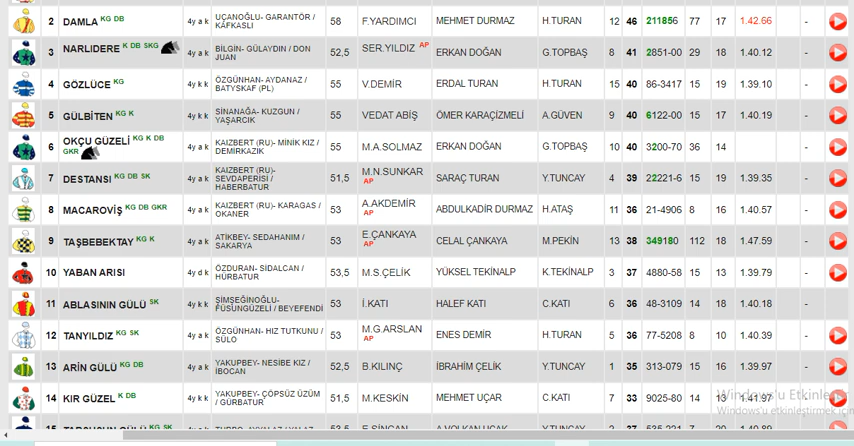 2 DAMLA KG DB 4y a k UÇANOĞLU- GARANTÖR / KAFKASLI 58 F.YARDIMCI MEHMET DURMAZ H.TURAN 12 46 211856 77 17 1.42.66 -
3 NARLIDERE K DB SKG 4y a k BİLGİN- GÜLAYDIN / DON JUAN 52,5 SER.YILDIZ AP ERKAN DOĞAN G.TOPBAŞ 8 41 2851-00 29 18 1.40.12 -
4 GÖZLÜCE KG 4y k k ÖZGÜNHAN- AYDANAZ / BATYSKAF (PL) 55 V.DEMİR ERDAL TURAN H.TURAN 15 40 86-3417 15 19 1.39.10 -
5 GÜLBİTEN KG K 4y k k SİNANAĞA- KUZGUN / YAŞARCIK 55 VEDAT ABİŞ ÖMER KARAÇİZMELİ A.GÜVEN 9 40 6122-00 15 17 1.40.19 -
6 OKÇU GÜZELİ KG K DB GKR 4y k k KAIZBERT (RU)- MİNİK KIZ / DEMİRKAZIK 55 M.A.SOLMAZ ERKAN DOĞAN G.TOPBAŞ 10 40 3200-70 36 14 -
7 DESTANSI KG DB SK 4y a k KAIZBERT (RU)- SEVDAPERİSİ / HABERBATUR 51,5 M.N.SUNKAR AP SARAÇ TURAN Y.TUNCAY 4 39 22221-6 15 19 1.39.35 -
8 MACAROVİŞ KG DB GKR 4y a k KAIZBERT (RU)- KARAGAS / OKANER 53 A.AKDEMİR AP ABDULKADİR DURMAZ H.ATAŞ 11 36 21-4906 8 16 1.40.57 -
9 TAŞBEBEKTAY KG K 4y a k ATİKBEY- SEDAHANIM / SAKARYA 53 E.ÇANKAYA AP CELAL ÇANKAYA M.PEKİN 13 38 349180 112 18 1.47.59 -
10 YABAN ARISI 4y d k ÖZDURAN- SİDALCAN / HÜRBATUR 53,5 M.S.ÇELİK YÜKSEL TEKİNALP K.TEKİNALP 3 37 4880-58 15 13 1.39.79 -
11 ABLASININ GÜLÜ SK 4y d k ŞİMŞEĞİNOĞLU- FÜSUNGÜZELİ / BEYEFENDİ 53 İ.KATI HALEF KATI C.KATI 6 36 48-3109 14 18 1.40.18 -
12 TANYILDIZ KG SK 4y a k ÖZGÜNHAN- HIZ TUTKUNU / SÜLO 53 M.G.ARSLAN AP ENES DEMİR H.TURAN 5 36 77-5208 8 10 1.40.39 -
13 ARİN GÜLÜ KG DB 4y a k YAKUPBEY- NESİBE KIZ / İBOCAN 52,5 B.KILINÇ İBRAHİM ÇELİK Y.TUNCAY 1 35 313-079 15 16 1.39.97 -
14 KIR GÜZEL K DB 4y k k YAKUPBEY- ÇÖPSÜZ ÜZÜM / GÜRBATUR 51,5 M.KESKİN MEHMET UÇAR C.KATI 7 33 9025-80 14 13 1.41.97 -
Windows'u Etkinleştir
Windows'u etkinleştirmek için